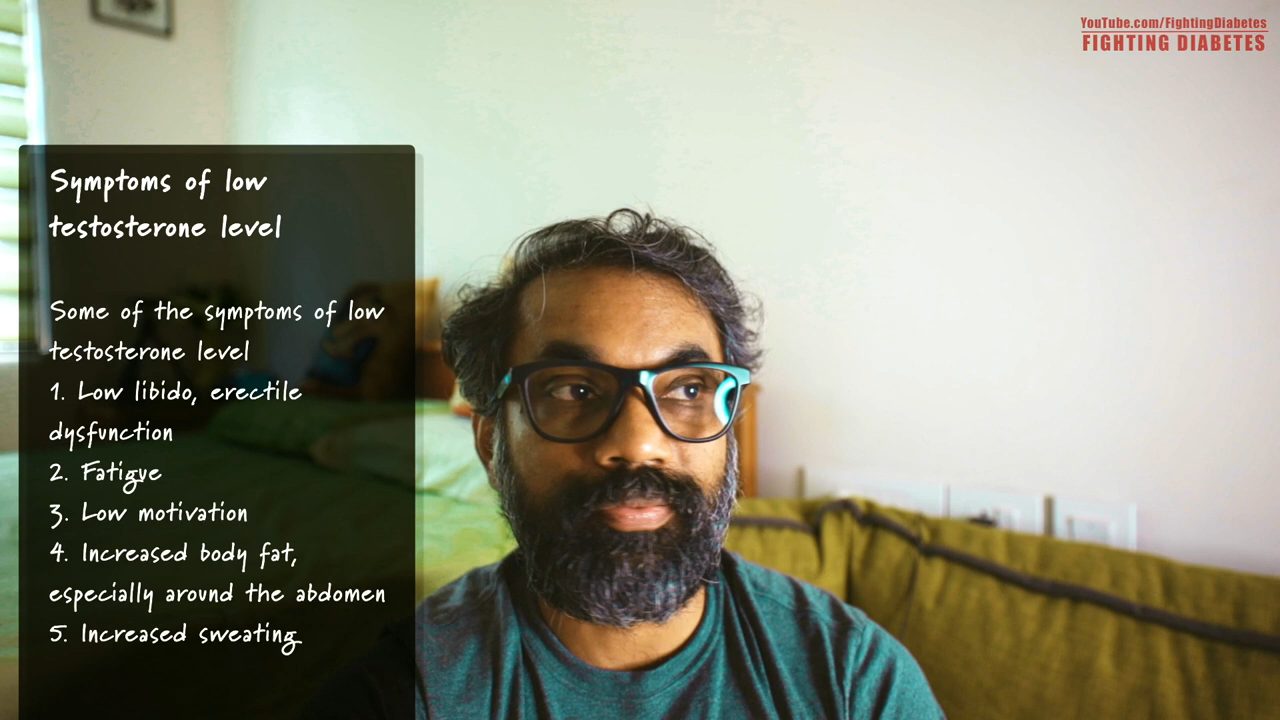 YouTube.com/FightingDiabetes
FIGHTING DIABETES
Symptoms of low
testosterone level
Some of the symptoms of low
testosterone level
1. Low libido, erectile
dysfunction
2. Fatigue
3. Low motivation
4. Increased body fat,
especially around the abdomen
5. Increased sweating